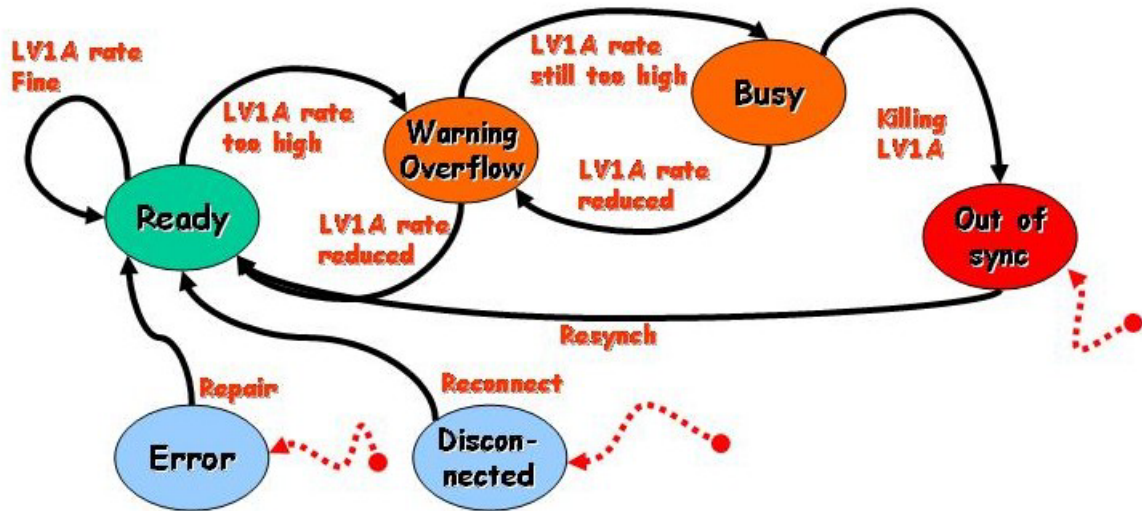 LV1A rate
Fine
LV1A rate
too high
Warning
Overflow
LV1A rate
still too high
Busy
Killing
LV1A
LV1A rate
reduced
Ready
LV1A rate
reduced
Out of
sync
Resynch
Repair
Reconnect
Error
Discon-
nected